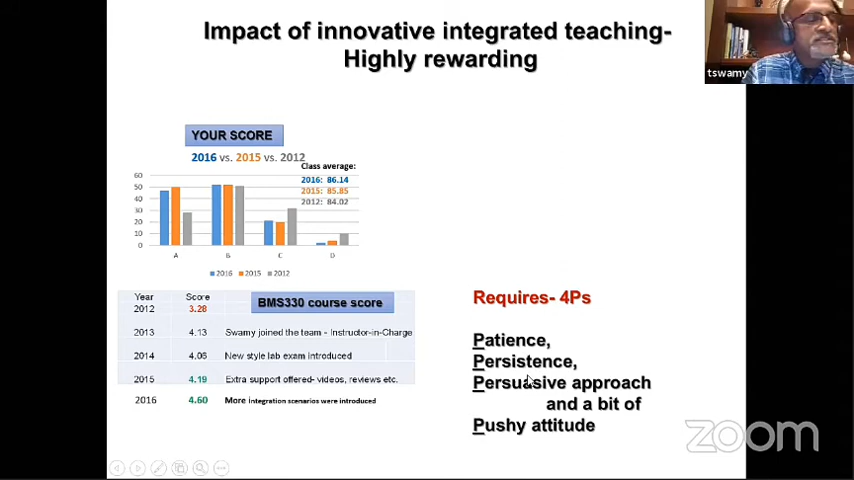 Impact of innovative integrated teaching-
Highly rewarding
tswamy
YOUR SCORE
2016 vs. 2015 vs. 2012
Class average:
2016: 86.14
2015: 85.85
2012: 84.02
60
50
40
30
20
10
0
A B C D
2016 2015 2012
Year Score
BMS330 course score
2012 3.28
2013 4.13 Swamy joined the team - Instructor-in-Charge
2014 4.06 New style lab exam introduced
2015 4.19 Extra support offered- videos, reviews etc.
2016 4.60 More integration scenarios were introduced
Requires- 4Ps
Patience,
Persistence,
Persuasive approach
and a bit of
Pushy attitude
zoom